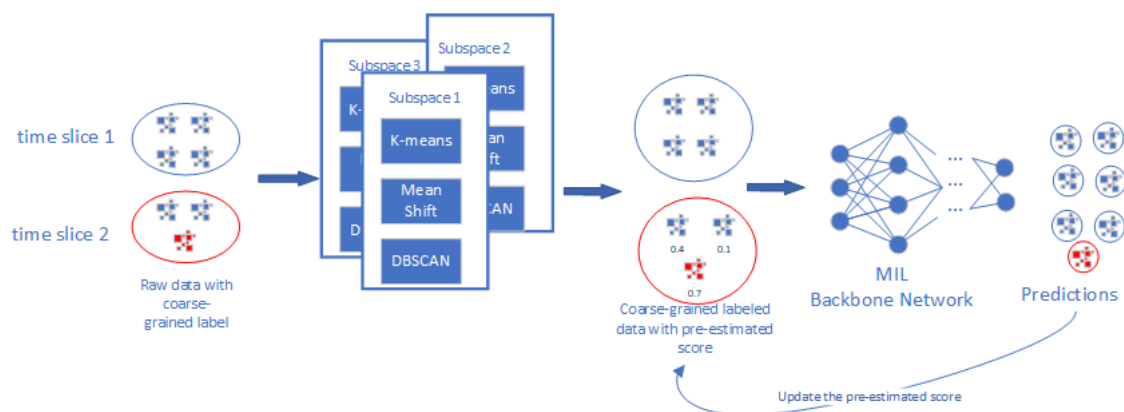 time slice 1
time slice 2
Raw data with
coarse-
grained label
Subspace 3
Subspace 2
Subspace 1
K-means
Mean
Shift
DBSCAN
0.4
0.1
0.7
Coarse-grained labeled
data with pre-estimated
score
...
...
MIL
Backbone Network
Predictions
Update the pre-estimated score